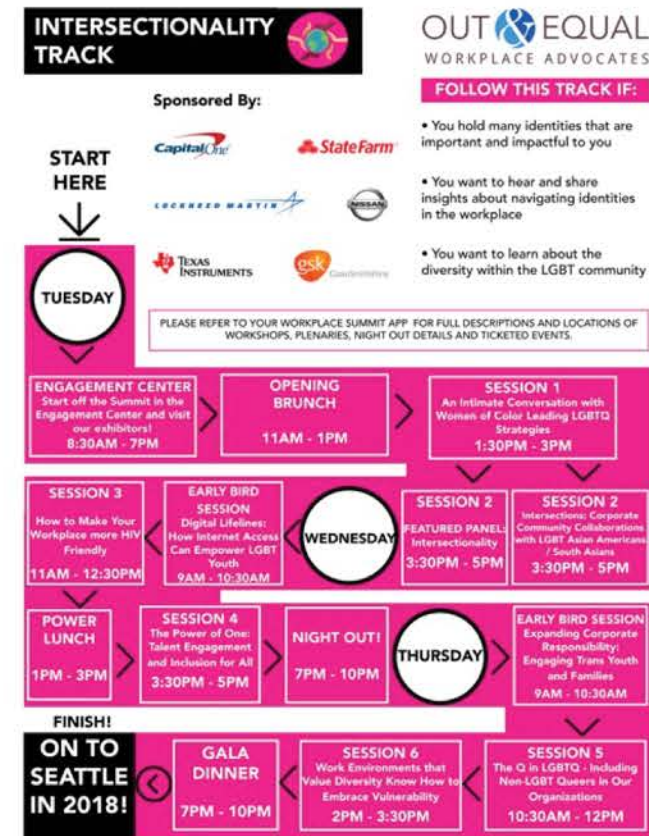 INTERSECTIONALITY
TRACK
OUT & EQUAL
WORKPLACE ADVOCATES
FOLLOW THIS TRACK IF:
• You hold many identities that are
important and impactful to you
• You want to hear and share
insights about navigating identities
in the workplace
• You want to learn about the
diversity within the LGBT community
Sponsored By:
Capital One
State Farm
LOCKHEED MARTIN
NISSAN
TEXAS
INSTRUMENTS
gsk
GlaxoSmithKline
START
HERE
TUESDAY
PLEASE REFER TO YOUR WORKPLACE SUMMIT APP FOR FULL DESCRIPTIONS AND LOCATIONS OF
WORKSHOPS, PLENARIES, NIGHT OUT DETAILS AND TICKETED EVENTS.
ENGAGEMENT CENTER
Start off the Summit in the
Engagement Center and visit
our exhibitors!
8:30AM - 7PM
OPENING
BRUNCH
11AM - 1PM
SESSION 1
An Intimate Conversation with
Women of Color Leading LGBTQ
Strategies
1:30PM - 3PM
SESSION 2
FEATURED PANEL:
Intersectionality
3:30PM - 5PM
SESSION 2
Intersections: Corporate
Community Collaborations
with LGBT Asian Americans
/ South Asians
3:30PM - 5PM
WEDNESDAY
EARLY BIRD
SESSION
Digital Lifelines:
How Internet Access
Can Empower LGBT
Youth
9AM - 10:30AM
SESSION 3
How to Make Your
Workplace more HIV
Friendly
11AM - 12:30PM
POWER
LUNCH
1PM - 3PM
SESSION 4
The Power of One:
Talent Engagement
and Inclusion for All
3:30PM - 5PM
NIGHT OUT!
7PM - 10PM
THURSDAY
EARLY BIRD SESSION
Expanding Corporate
Responsibility:
Engaging Trans Youth
and Families
9AM - 10:30AM
SESSION 5
The Q in LGBTQ - Including
Non-LGBT Queers in Our
Organizations
10:30AM - 12PM
SESSION 6
Work Environments that
Value Diversity Know How to
Embrace Vulnerability
2PM - 3:30PM
GALA
DINNER
7PM - 10PM
FINISH!
ON TO
SEATTLE
IN 2018!